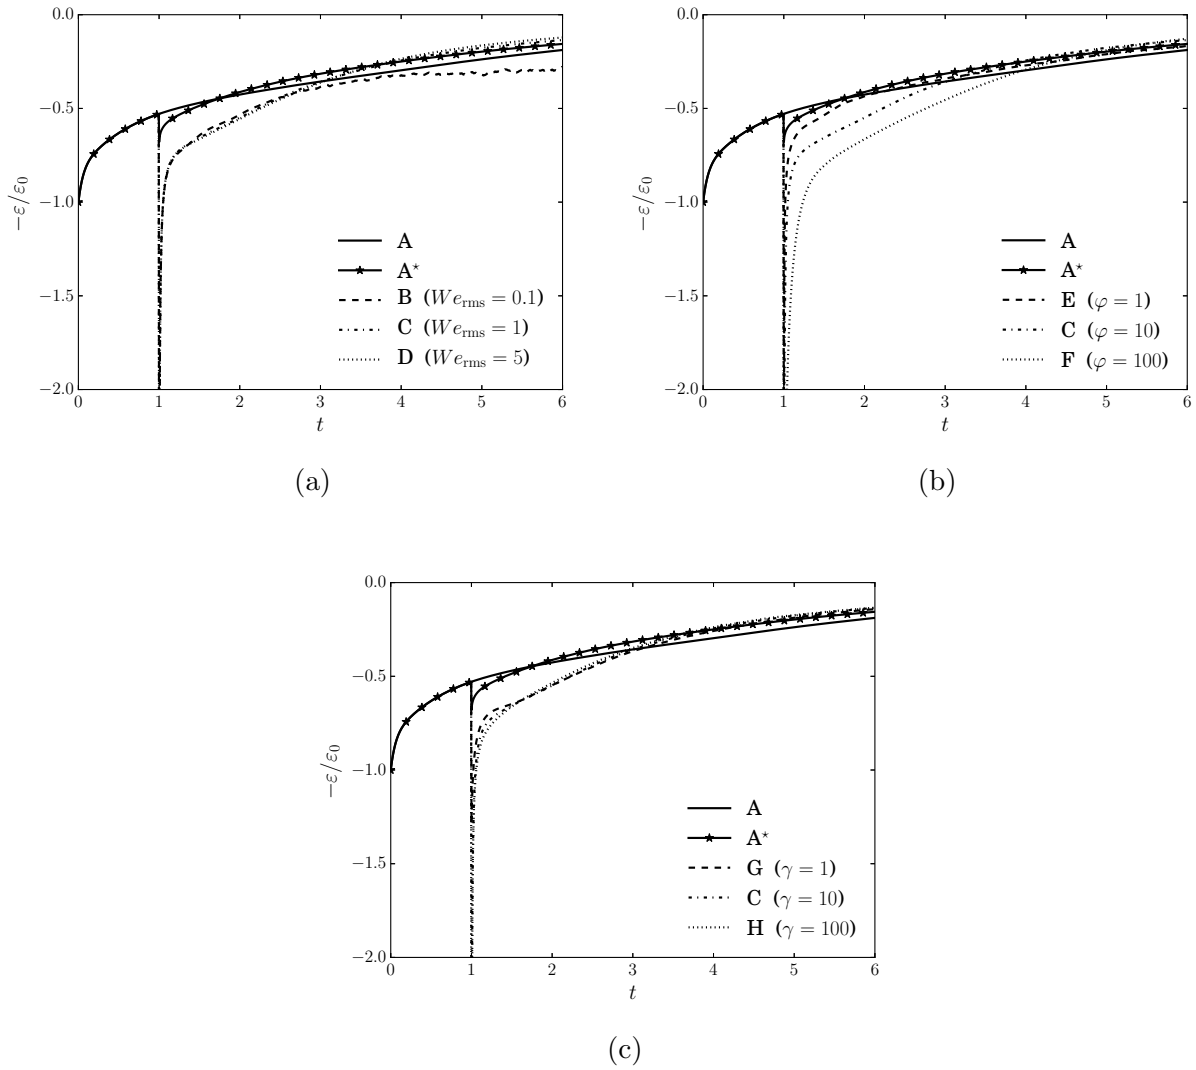 0.0
−0.5
−1.0
−1.5
−2.0
−ε/ε₀
0 1 2 3 4 5 6
t
A
A⋆
B (We_rms = 0.1)
C (We_rms = 1)
D (We_rms = 5)
(a)
0.0
−0.5
−1.0
−1.5
−2.0
−ε/ε₀
0 1 2 3 4 5 6
t
A
A⋆
E (φ = 1)
C (φ = 10)
F (φ = 100)
(b)
0.0
−0.5
−1.0
−1.5
−2.0
−ε/ε₀
0 1 2 3 4 5 6
t
A
A⋆
G (γ = 1)
C (γ = 10)
H (γ = 100)
(c)